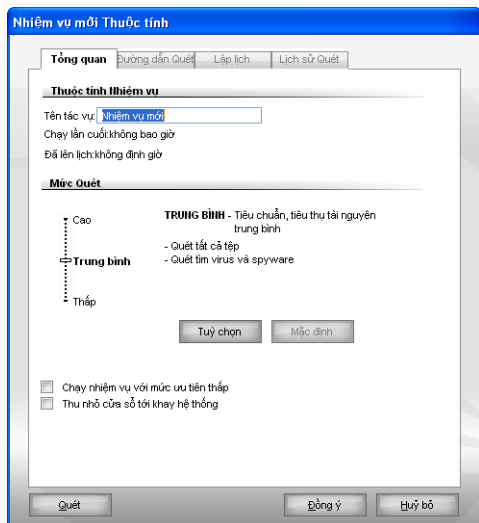 Nhiệm vụ mới Thuộc tính
Tổng quan Đường dẫn Quét Lập lịch Lịch sử Quét
Thuộc tính Nhiệm vụ
Tên tác vụ: Nhiệm vụ mới
Chạy lần cuối:không bao giờ
Đã lên lịch:không định giờ
Mức Quét
Cao
TRUNG BÌNH - Tiêu chuẩn, tiêu thụ tài nguyên
trung bình
- Quét tất cả tệp
Trung bình
- Quét tìm virus và spyware
Thấp
Tuỳ chọn Mặc định
Chạy nhiệm vụ với mức ưu tiên thấp
Thu nhỏ cửa sổ tới khay hệ thống
Quét Đồng ý Huỷ bỏ